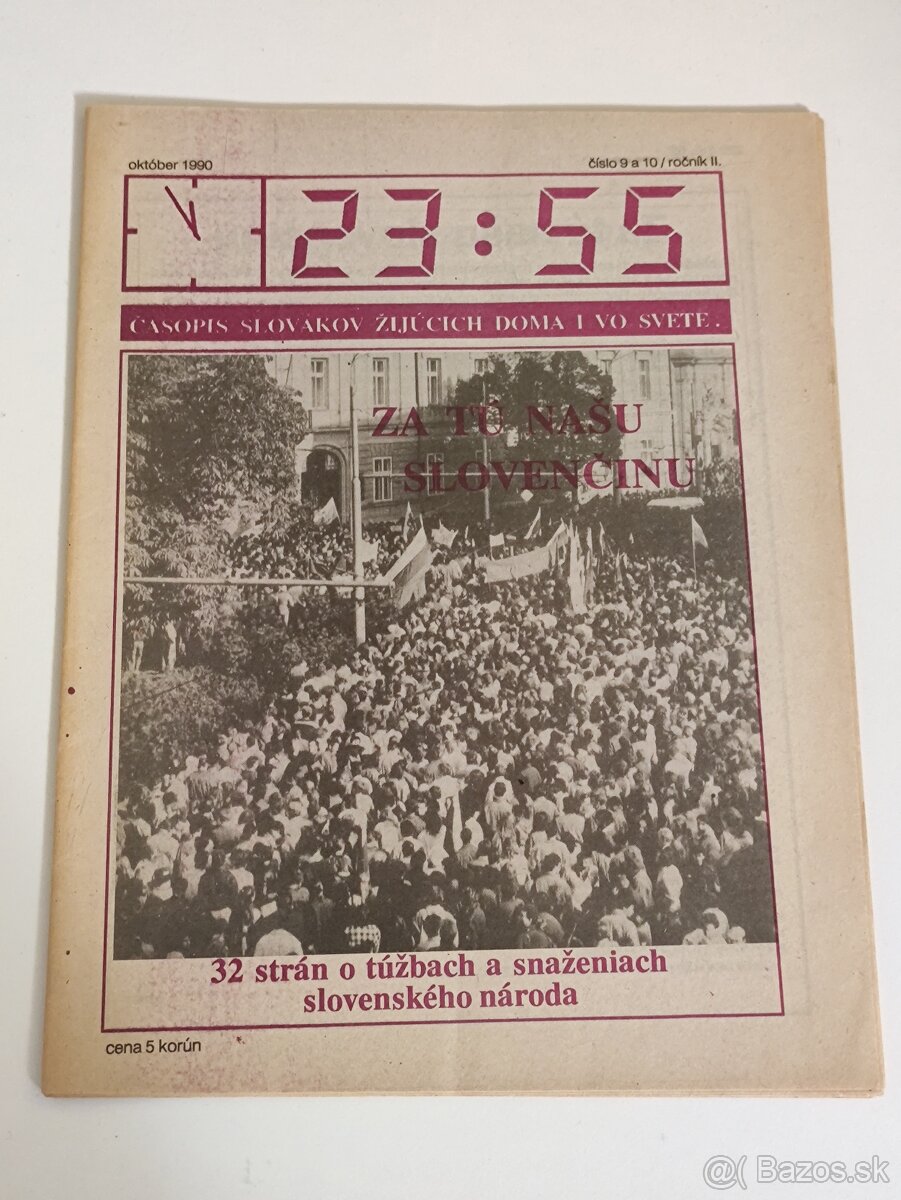 október 1990
číslo 9 a 10 / ročník II.
23:55
ČASOPIS SLOVÁKOV ŽIJÚCICH DOMA I VO SVETE.
ZA TÚ NAŠU
SLOVENČINU
32 strán o túžbach a snaženiach
slovenského národa
cena 5 korún
@( Bazos.sk